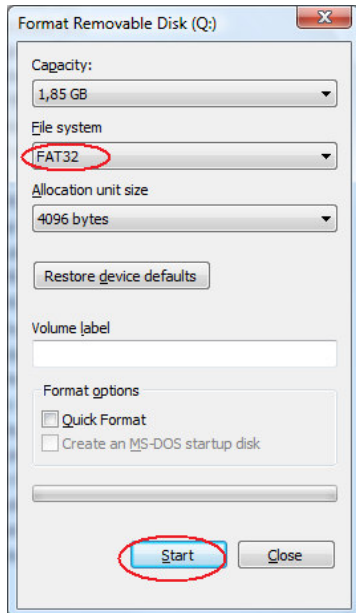 Format Removable Disk (Q:)
Capacity:
1,85 GB
File system
FAT32
Allocation unit size
4096 bytes
Restore device defaults
Volume label
Format options
Quick Format
Create an MS-DOS startup disk
Start
Close